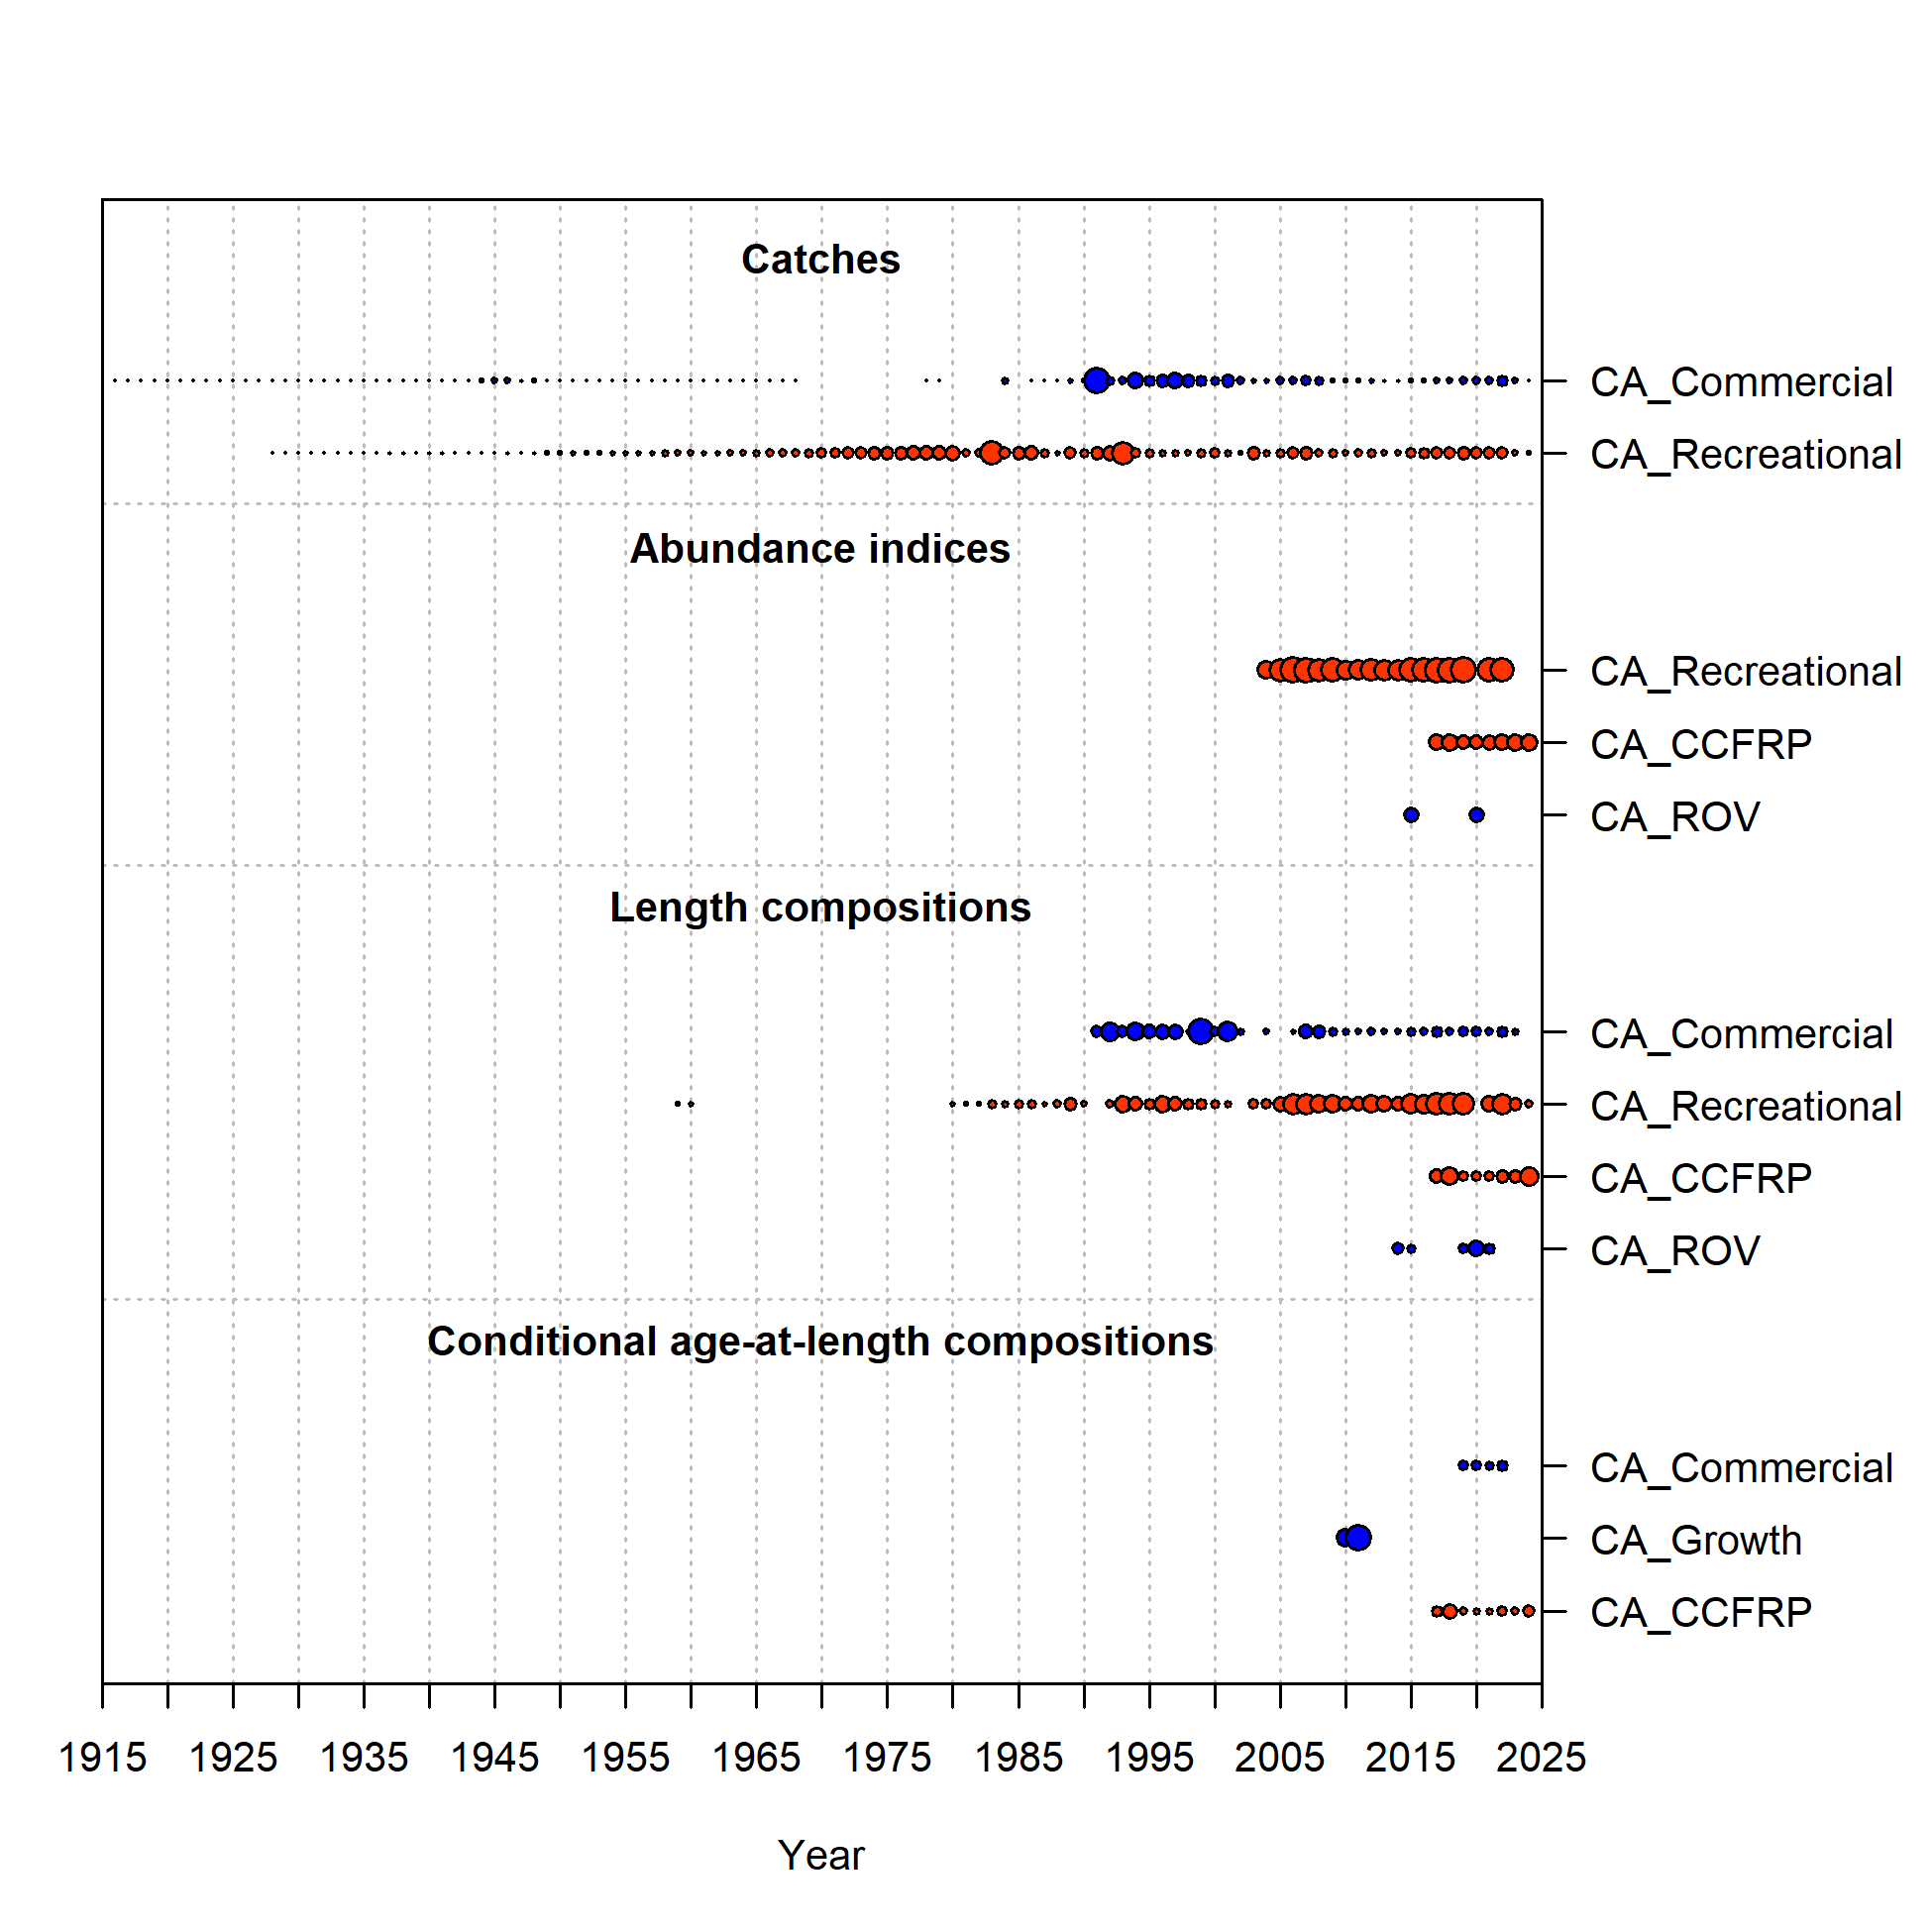 Catches
CA_Commercial
CA_Recreational
Abundance indices
CA_Recreational
CA_CCFRP
CA_ROV
Length compositions
CA_Commercial
CA_Recreational
CA_CCFRP
CA_ROV
Conditional age-at-length compositions
CA_Commercial
CA_Growth
CA_CCFRP
1915 1925 1935 1945 1955 1965 1975 1985 1995 2005 2015 2025
Year